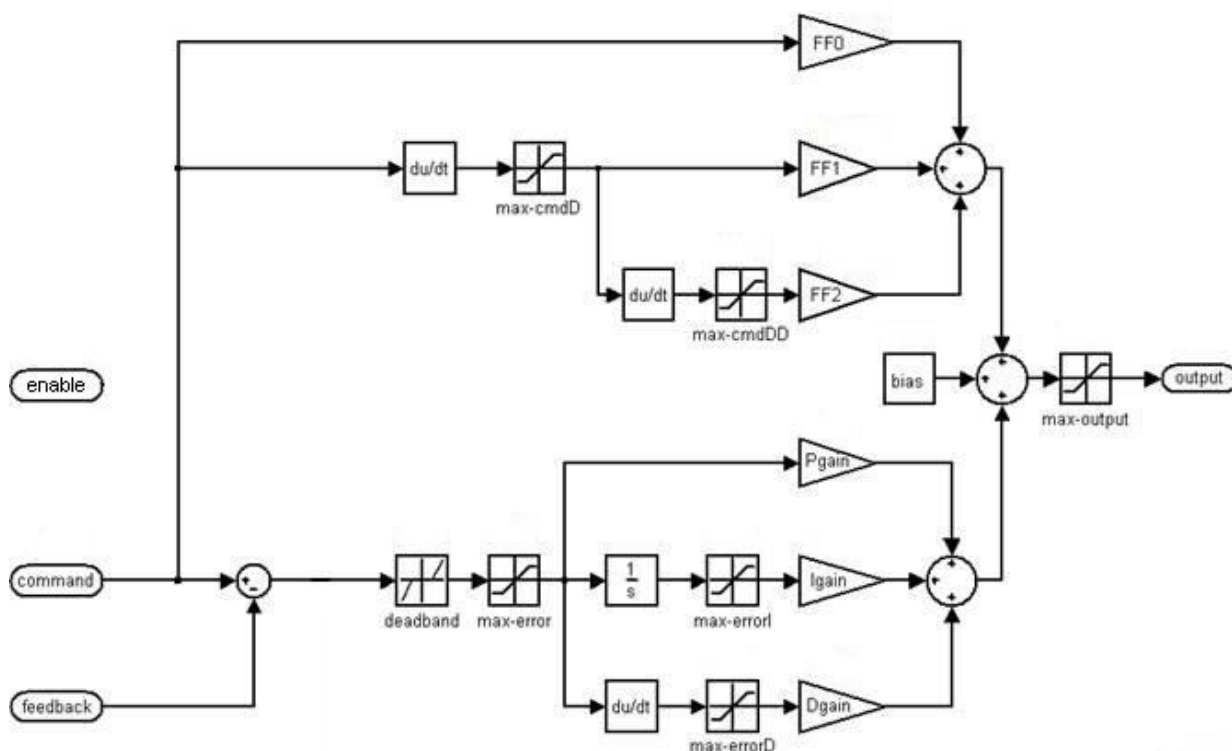 FF0
du/dt
max-cmdD
FF1
du/dt
max-cmdDD
FF2
enable
bias
max-output
output
Pgain
command
deadband
max-error
1
s
max-errorI
Igain
feedback
du/dt
max-errorD
Dgain